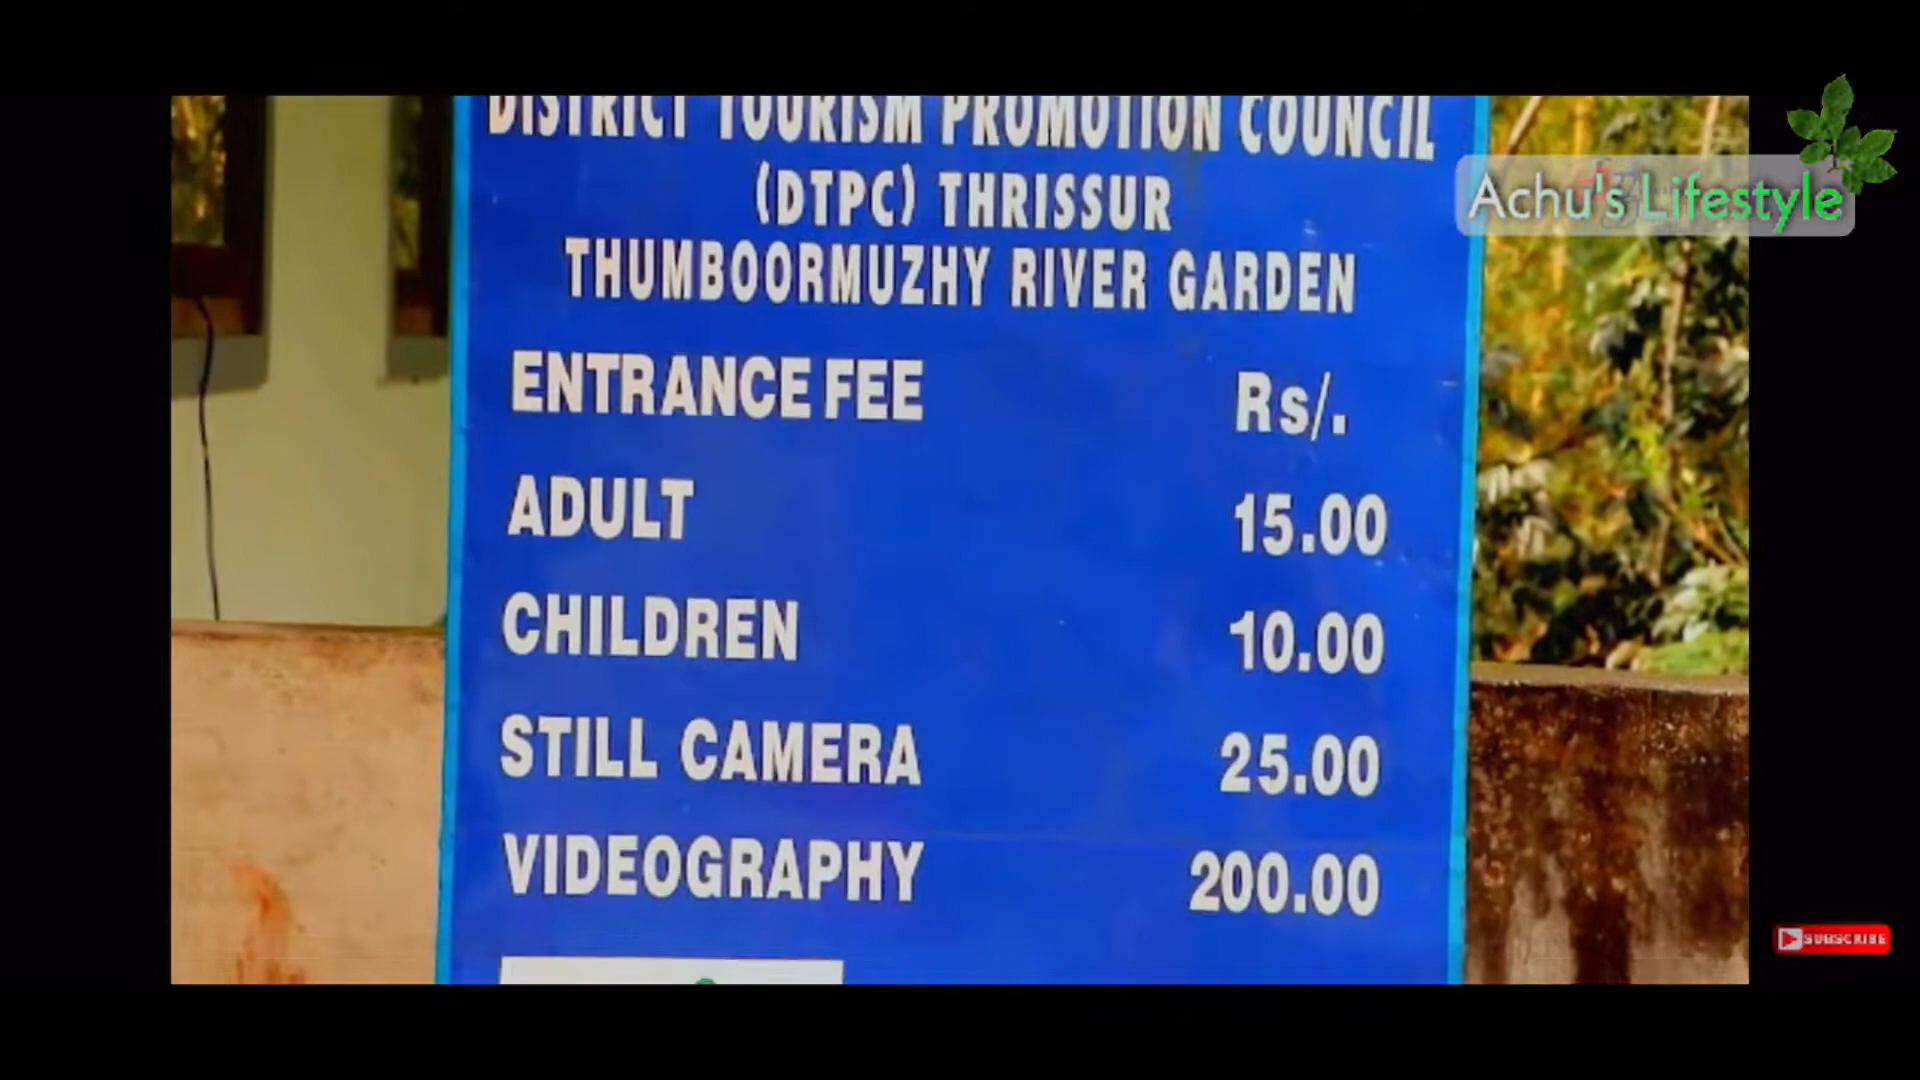 DISTRICT TOURISM PROMOTION COUNCIL
(DTPC) THRISSUR
THUMBOORMUZHY RIVER GARDEN
ENTRANCE FEE Rs/.
ADULT 15.00
CHILDREN 10.00
STILL CAMERA 25.00
VIDEOGRAPHY 200.00
Achu's Lifestyle
SUBSCRIBE